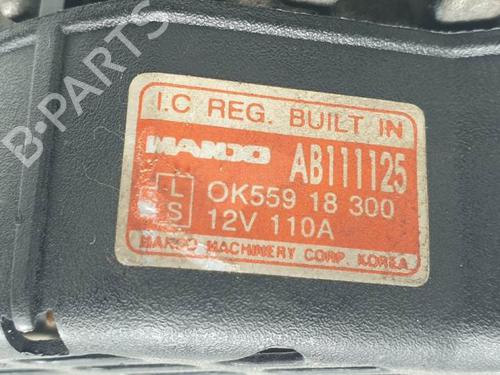 B-PARTS
I.C REG. BUILT IN
MANDO AB111125
L
S
OK559 18 300
12V 110A
MANDO MACHINERY CORP. KOREA